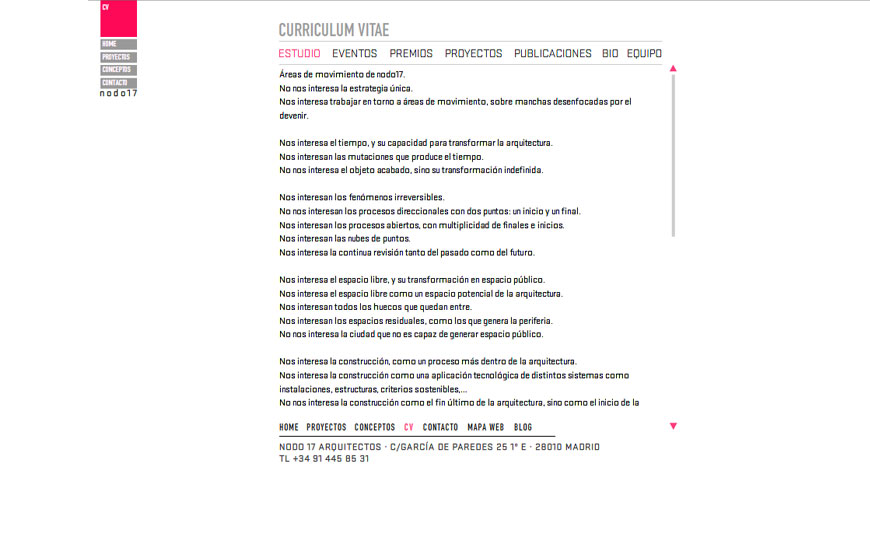 CV
HOME
PROYECTOS
CONCEPTOS
CONTACTO
nodo17
CURRICULUM VITAE
ESTUDIO EVENTOS PREMIOS PROYECTOS PUBLICACIONES BIO EQUIPO
Áreas de movimiento de nodo17.
No nos interesa la estrategia única.
Nos interesa trabajar en torno a áreas de movimiento, sobre manchas desenfocadas por el
devenir.
Nos interesa el tiempo, y su capacidad para transformar la arquitectura.
Nos interesan las mutaciones que produce el tiempo.
No nos interesa el objeto acabado, sino su transformación indefinida.
Nos interesan los fenómenos irreversibles.
No nos interesan los procesos direccionales con dos puntos: un inicio y un final.
Nos interesan los procesos abiertos, con multiplicidad de finales e inicios.
Nos interesan las nubes de puntos.
Nos interesa la continua revisión tanto del pasado como del futuro.
Nos interesa el espacio libre, y su transformación en espacio público.
Nos interesa el espacio libre como un espacio potencial de la arquitectura.
Nos interesan todos los huecos que quedan entre.
Nos interesan los espacios residuales, como los que genera la periferia.
No nos interesa la ciudad que no es capaz de generar espacio público.
Nos interesa la construcción, como un proceso más dentro de la arquitectura.
Nos interesa la construcción como una aplicación tecnológica de distintos sistemas como
instalaciones, estructuras, criterios sostenibles,...
No nos interesa la construcción como el fin último de la arquitectura, sino como el inicio de la
HOME PROYECTOS CONCEPTOS CV CONTACTO MAPA WEB BLOG
NODO 17 ARQUITECTOS · C/GARCÍA DE PAREDES 25 1º E · 28010 MADRID
TL +34 91 445 85 31